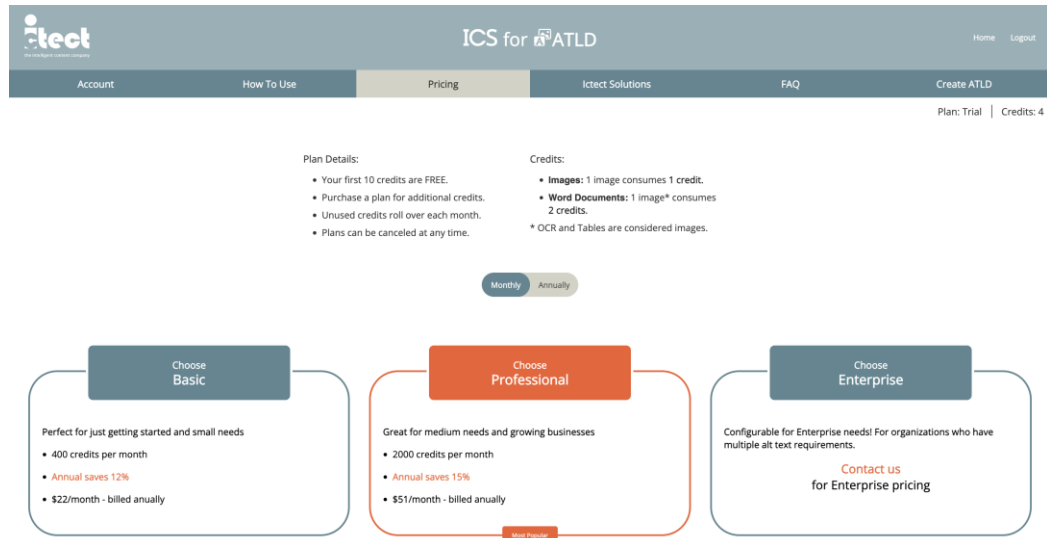 ictect
the intelligent content company
ICS for ATLD
Home Logout
Account How To Use Pricing Ictect Solutions FAQ Create ATLD
Plan: Trial | Credits: 4
Plan Details:
• Your first 10 credits are FREE.
• Purchase a plan for additional credits.
• Unused credits roll over each month.
• Plans can be canceled at any time.
Credits:
• Images: 1 image consumes 1 credit.
• Word Documents: 1 image* consumes
2 credits.
* OCR and Tables are considered images.
Monthly Annually
Choose
Basic
Perfect for just getting started and small needs
• 400 credits per month
• Annual saves 12%
• $22/month - billed anually
Choose
Professional
Great for medium needs and growing businesses
• 2000 credits per month
• Annual saves 15%
• $51/month - billed anually
Most Popular
Choose
Enterprise
Configurable for Enterprise needs! For organizations who have
multiple alt text requirements.
Contact us
for Enterprise pricing